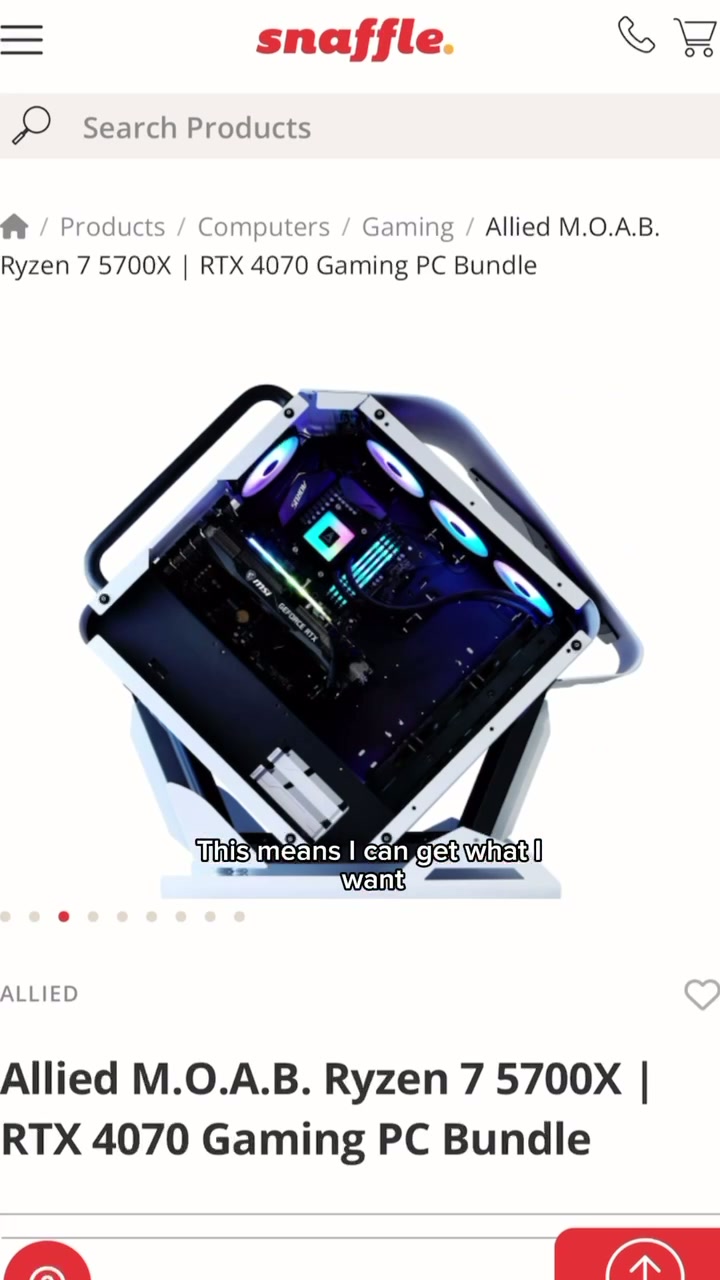 snaffle.
Search Products
/ Products / Computers / Gaming / Allied M.O.A.B.
Ryzen 7 5700X | RTX 4070 Gaming PC Bundle
AORUS
msi
GEFORCE RTX
This means I can get what I
want
ALLIED
Allied M.O.A.B. Ryzen 7 5700X |
RTX 4070 Gaming PC Bundle